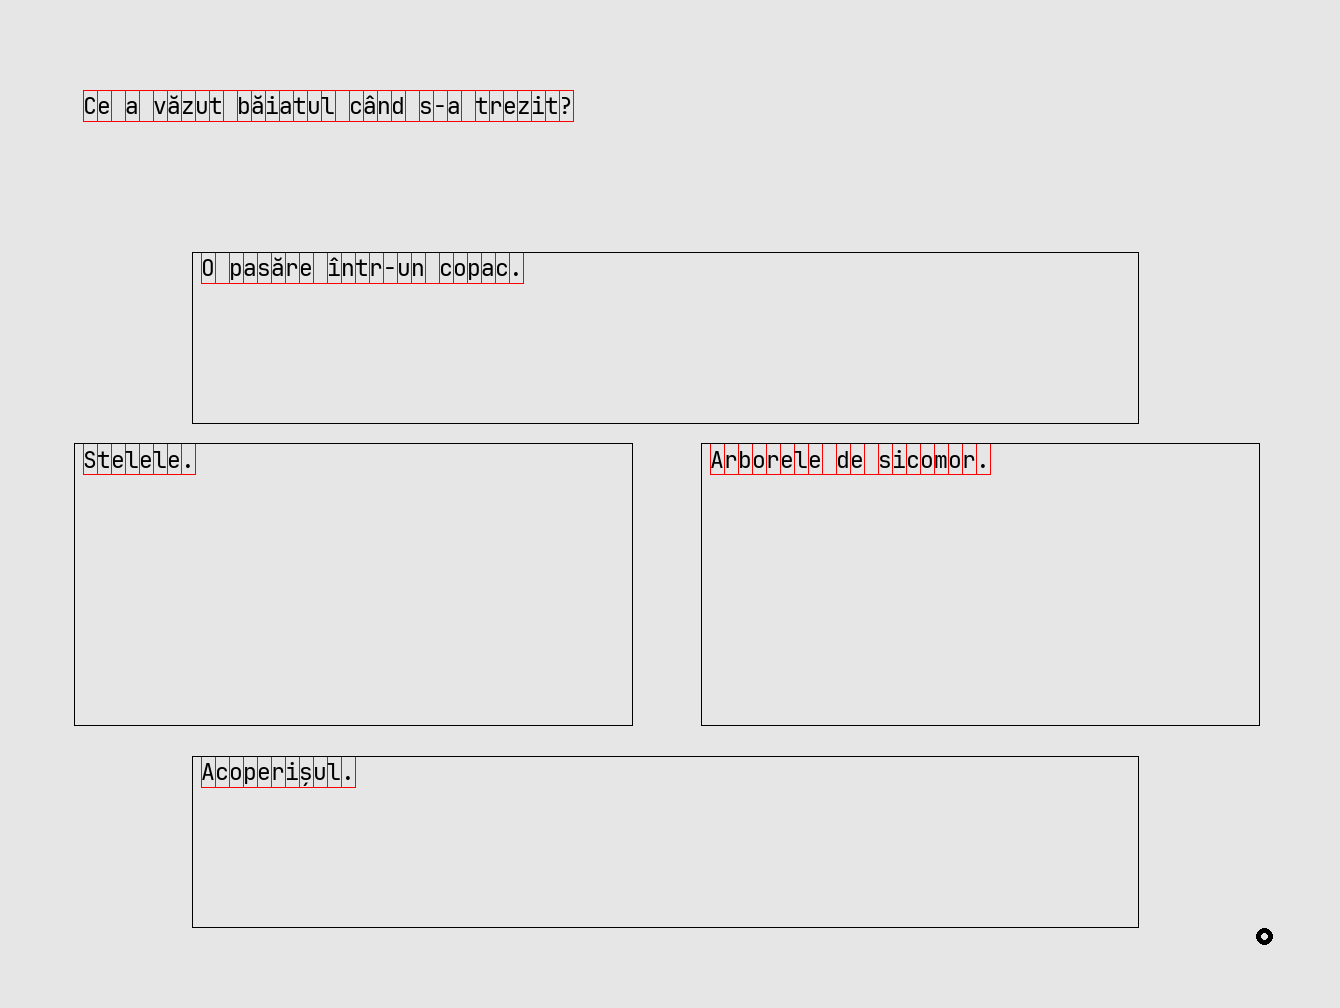 Ce a văzut băiatul când s-a trezit?
O pasăre într-un copac.
Stelele.
Arborele de sicomor.
Acoperișul.